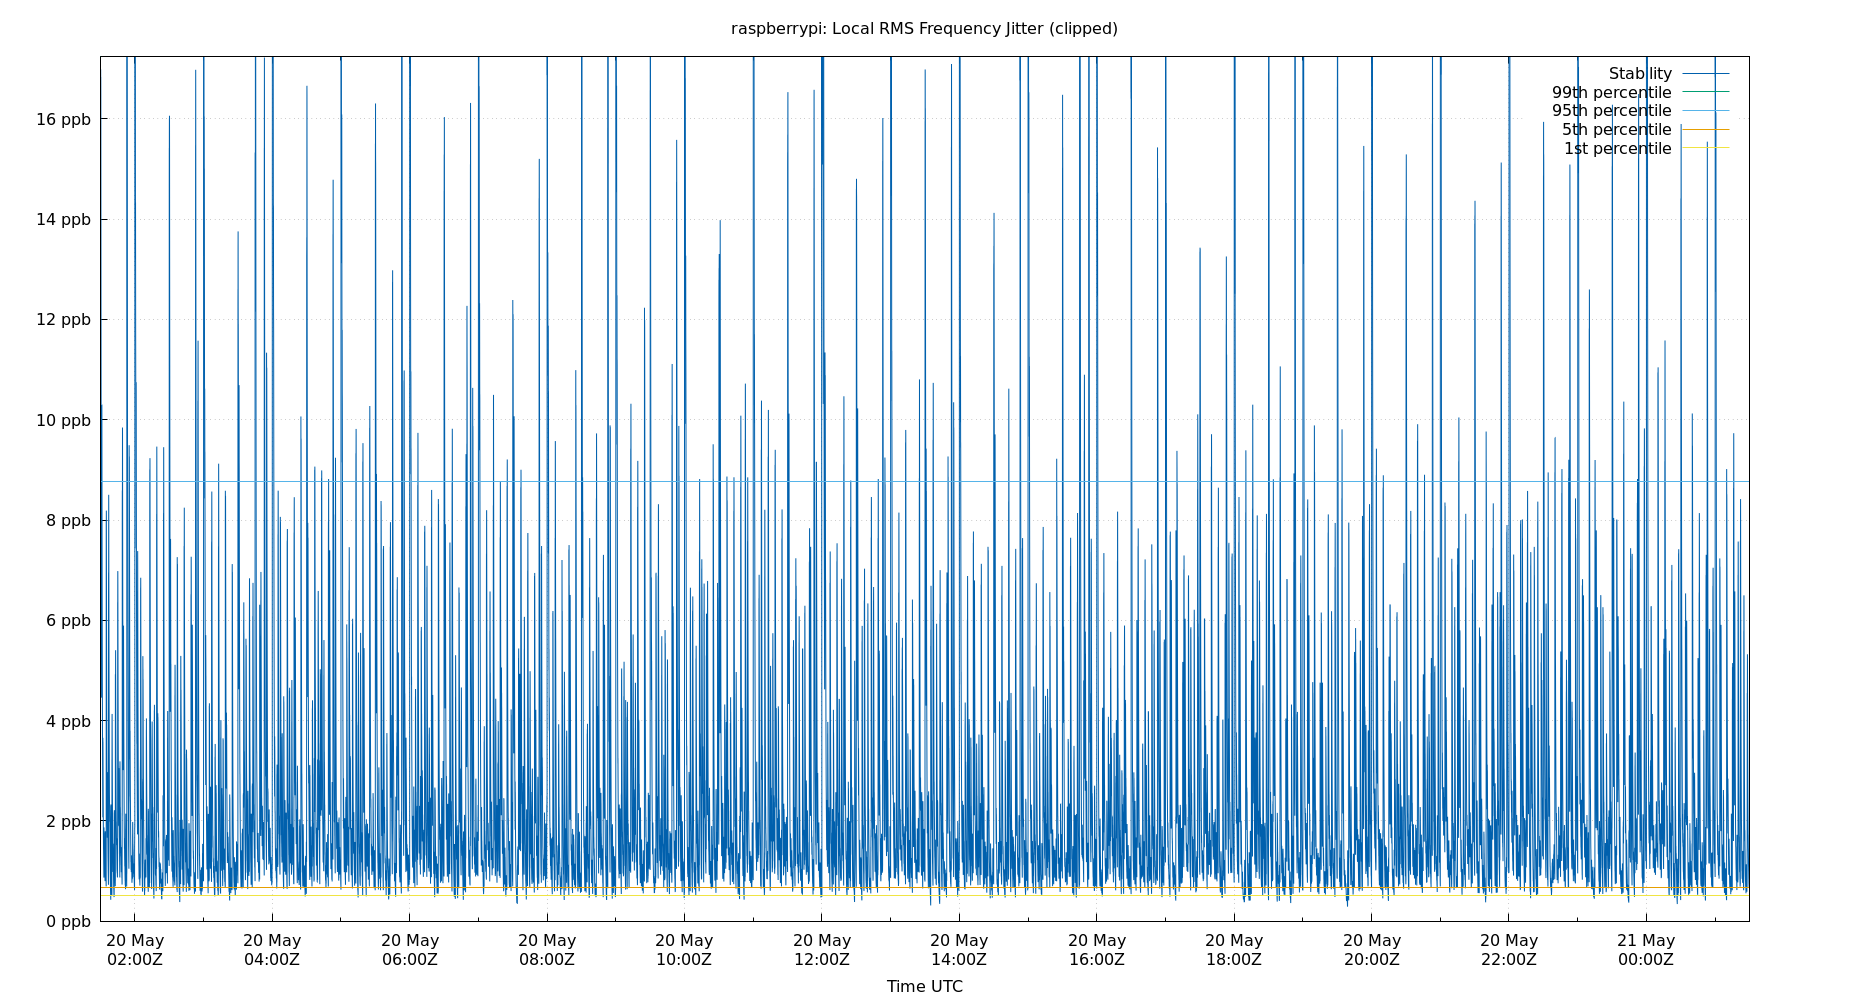 raspberrypi: Local RMS Frequency Jitter (clipped)
Stability
99th percentile
95th percentile
5th percentile
1st percentile
16 ppb
14 ppb
12 ppb
10 ppb
8 ppb
6 ppb
4 ppb
2 ppb
0 ppb
20 May 20 May 20 May 20 May 20 May 20 May 20 May 20 May 20 May 20 May 20 May 21 May
02:00Z 04:00Z 06:00Z 08:00Z 10:00Z 12:00Z 14:00Z 16:00Z 18:00Z 20:00Z 22:00Z 00:00Z
Time UTC